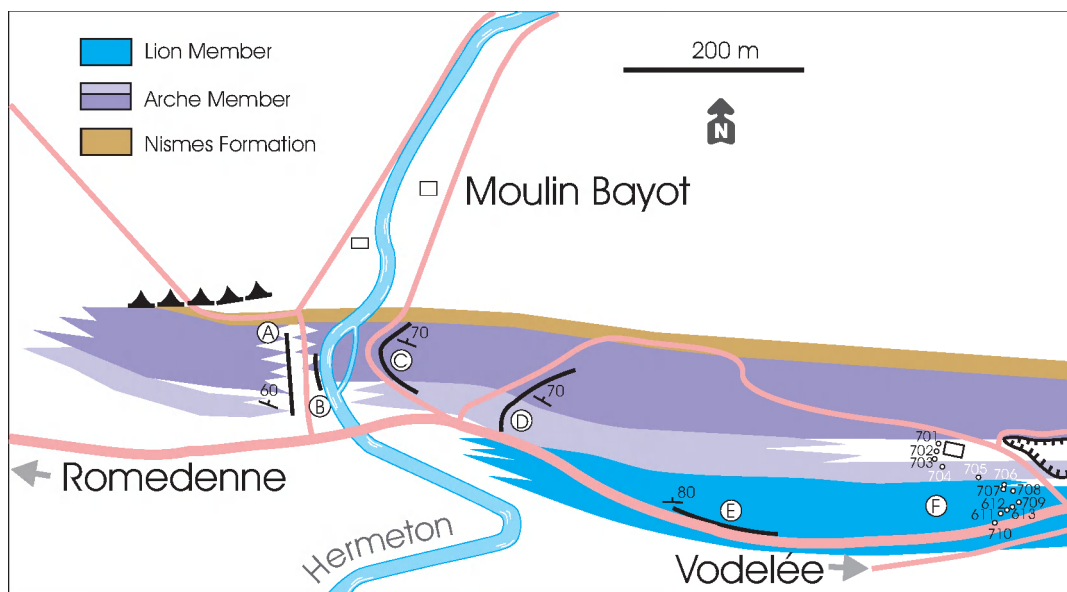 Lion Member
Arche Member
Nismes Formation
200 m
N
Moulin Bayot
A
70
C
60
B
D
70
701
702
703
704
705
706
707
708
709
612
611
613
710
80
E
F
Romedenne
Hermeton
Vodelée